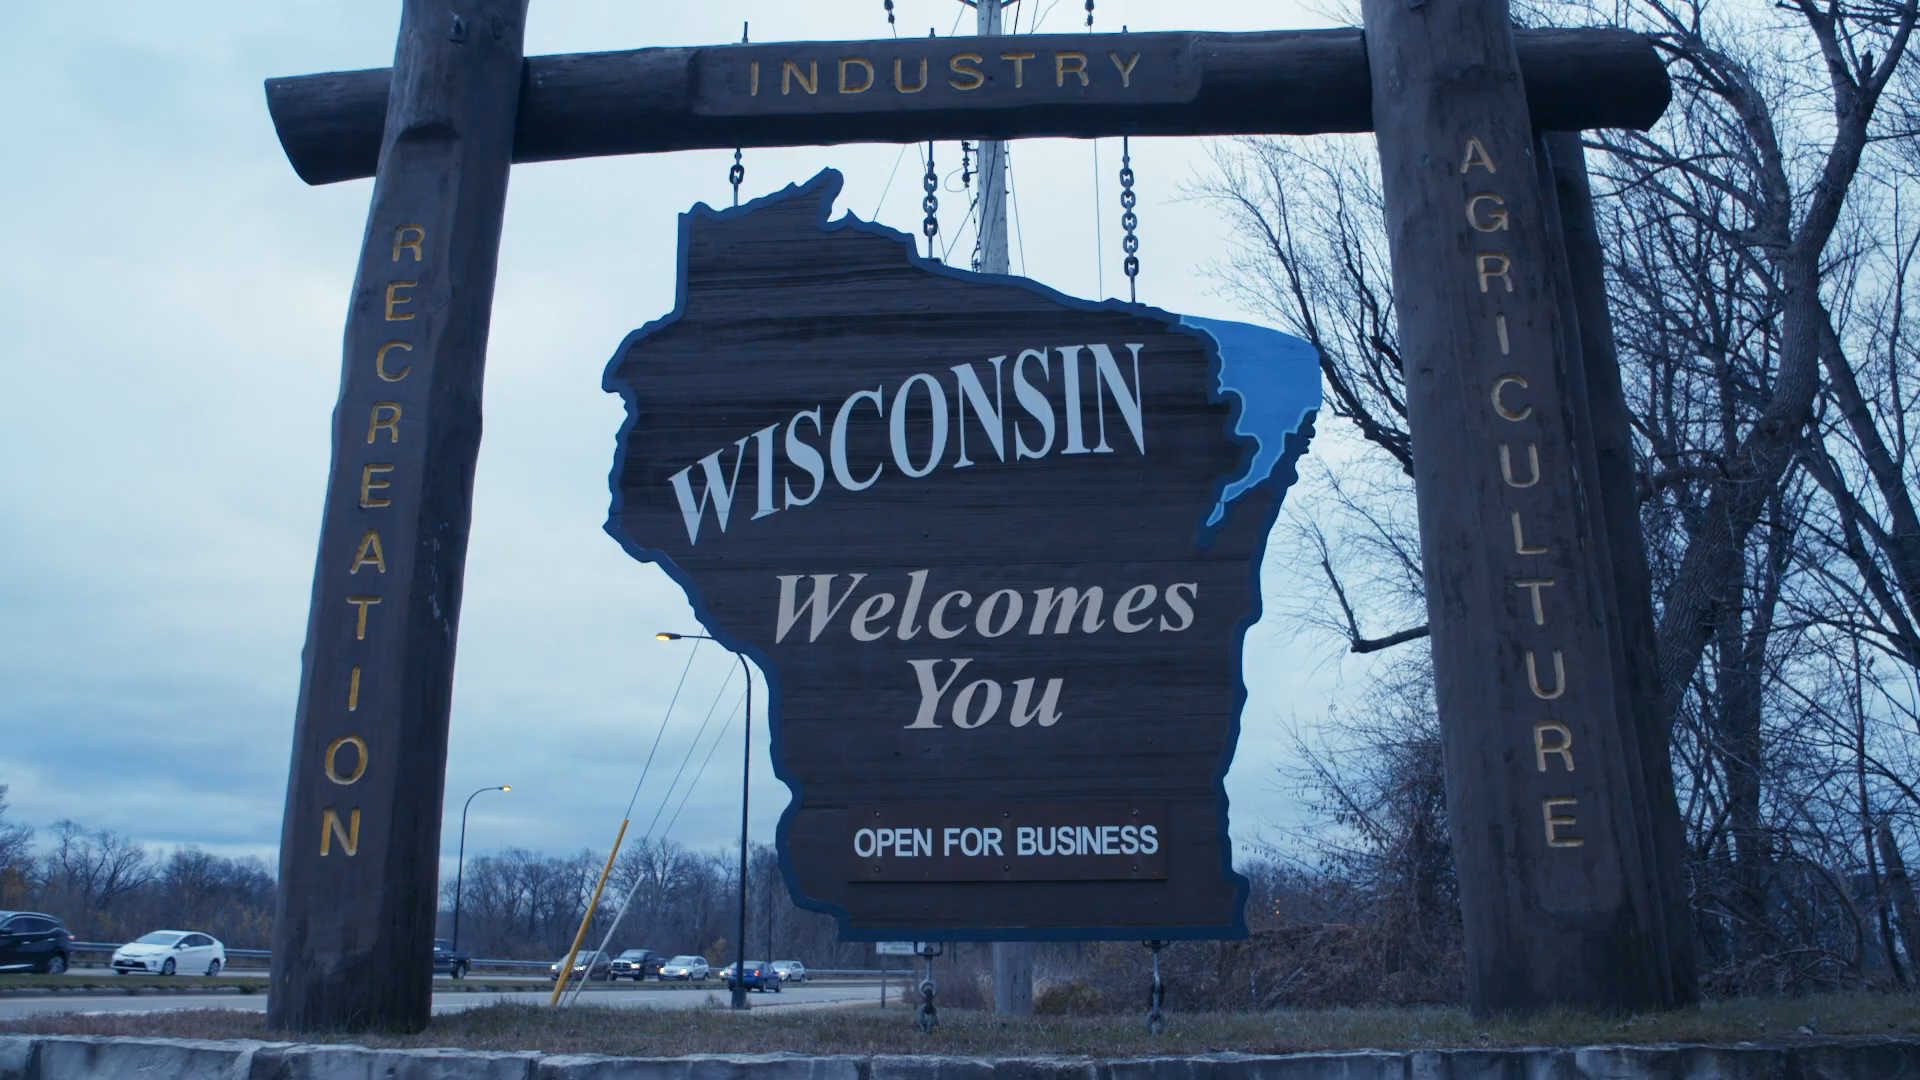 INDUSTRY
RECREATION
AGRICULTURE
WISCONSIN
Welcomes
You
OPEN FOR BUSINESS